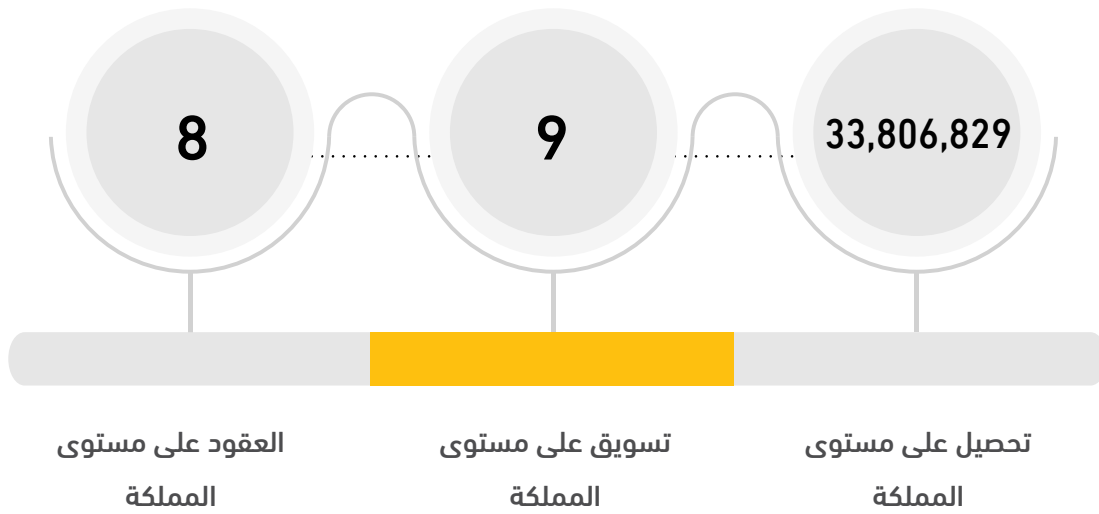 33,806,829
9
8
تحصيل على مستوى
المملكة
تسويق على مستوى
المملكة
العقود على مستوى
المملكة